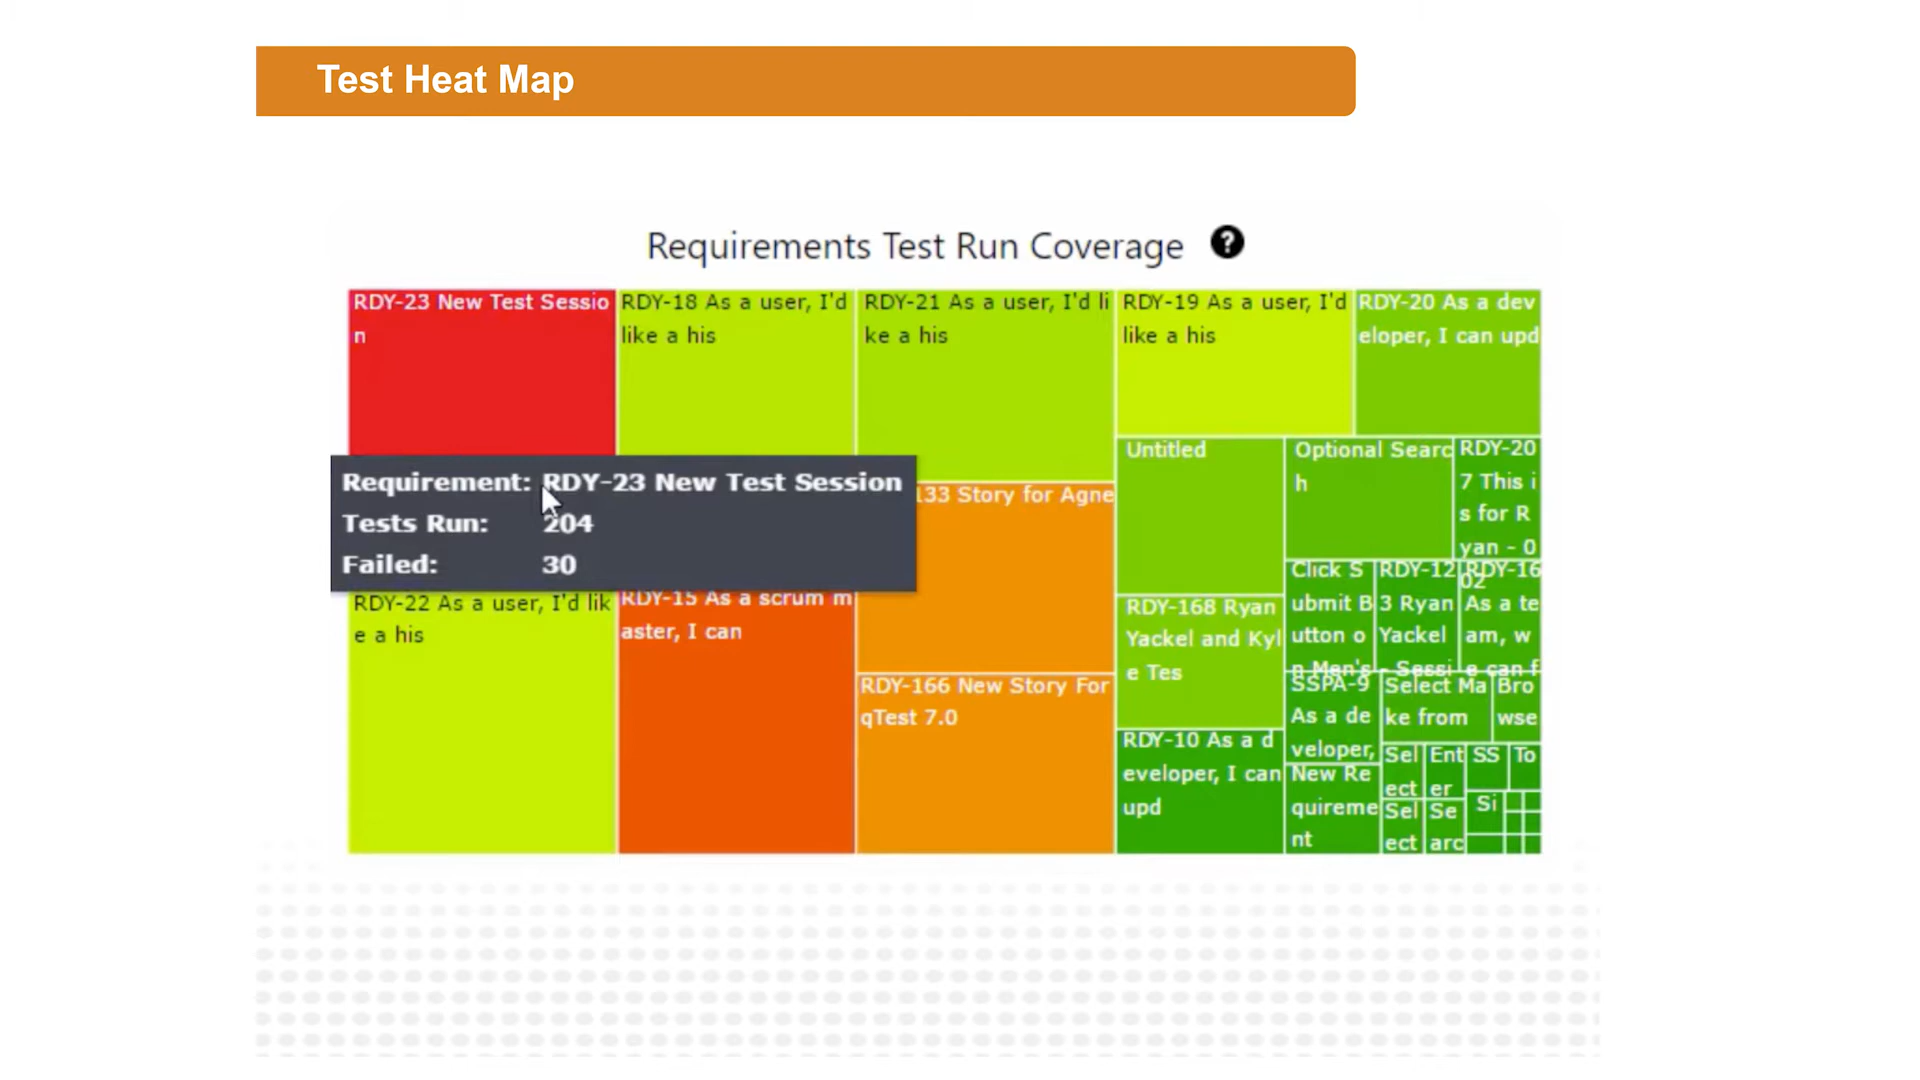 Test Heat Map
Requirements Test Run Coverage ?
RDY-23 New Test Sessio
n
RDY-18 As a user, I'd
like a his
RDY-21 As a user, I'd li
ke a his
RDY-19 As a user, I'd
like a his
RDY-20 As a dev
eloper, I can upd
Requirement: RDY-23 New Test Session
Tests Run: 204
Failed: 30
133 Story for Agne
Untitled
Optional Searc
h
RDY-20
7 This i
s for R
yan - 0
02
RDY-22 As a user, I'd lik
e a his
RDY-15 As a scrum m
aster, I can
RDY-166 New Story For
qTest 7.0
RDY-168 Ryan
Yackel and Kyl
e Tes
RDY-10 As a d
eveloper, I can
upd
Click S
ubmit B
utton o
n Men's
RDY-12
3 Ryan
Yackel
- Sessi
RDY-16
As a te
am, w
e can f
SSPA-9
As a de
veloper,
Select Ma
ke from
Bro
wse
New Re
quireme
nt
Sel
ect
Ent
er
SS
To
Sel
ect
Se
arc
Si